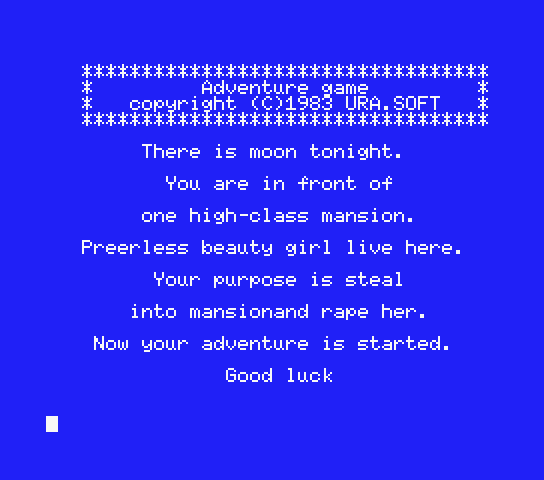 **********************************
*         Adventure game         *
*   copyright (C)1983 URA.SOFT   *
**********************************
There is moon tonight.
You are in front of
one high-class mansion.
Preerless beauty girl live here.
Your purpose is steal
into mansionand rape her.
Now your adventure is started.
Good luck